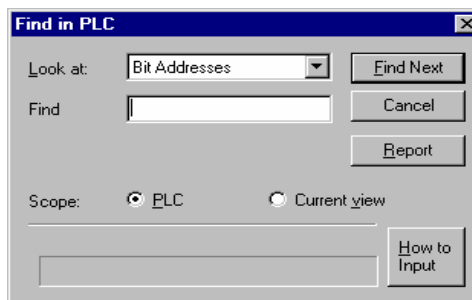 Find in PLC
Look at: Bit Addresses Find Next
Find Cancel
Report
Scope: PLC Current view
How to
Input